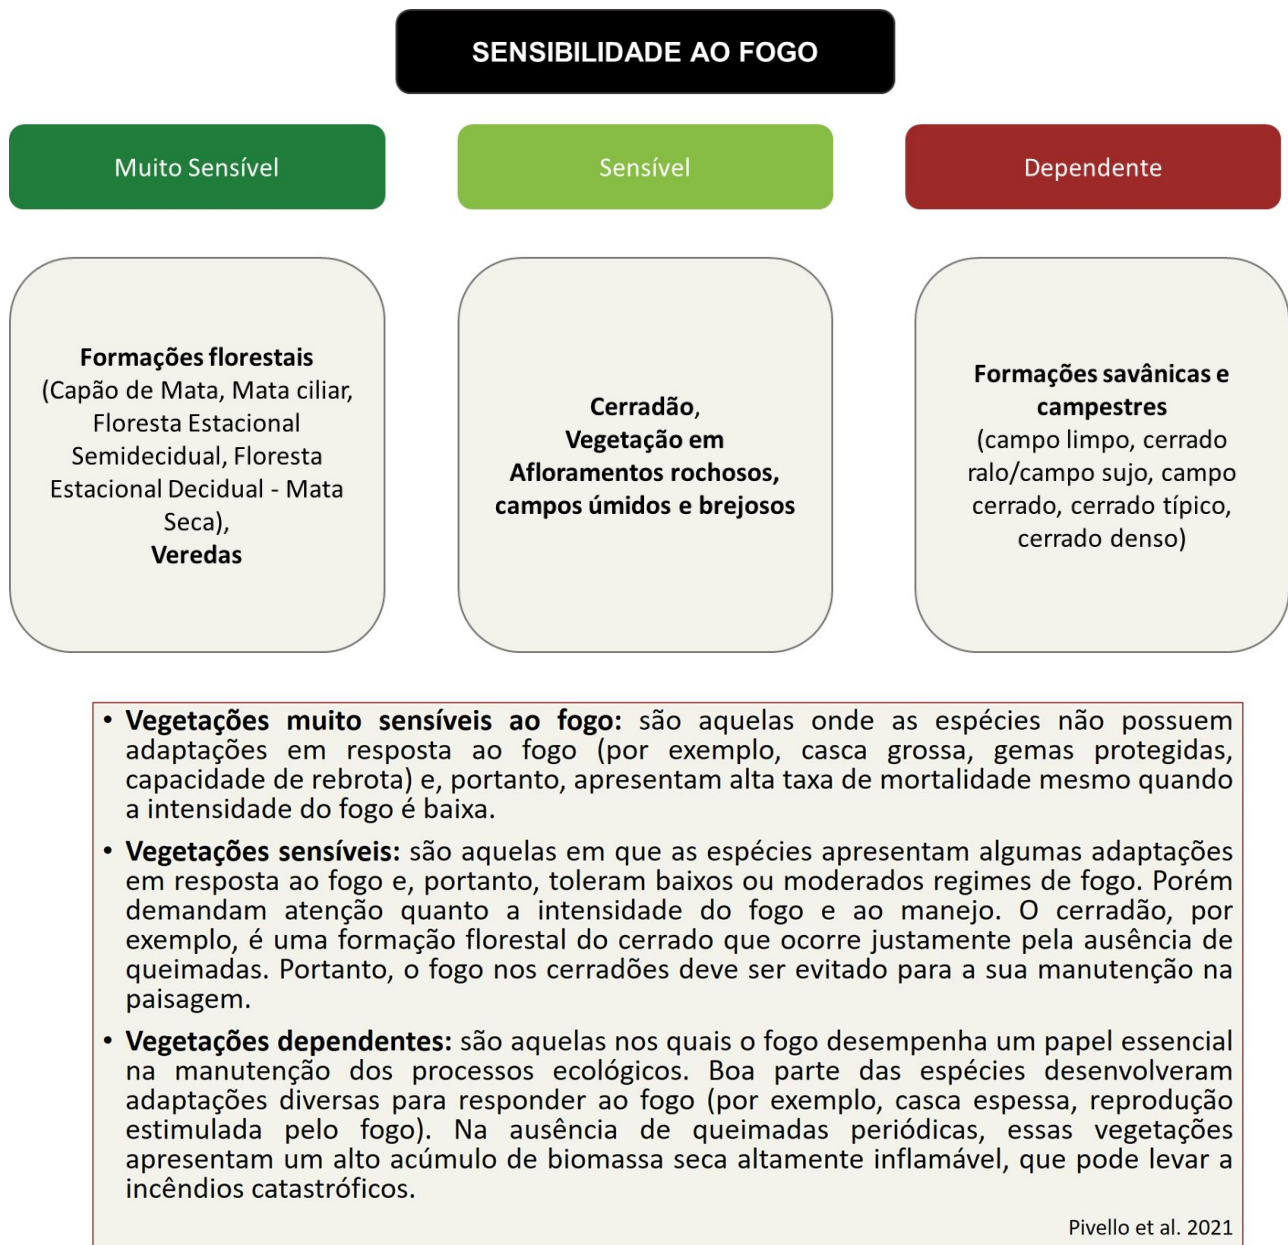 SENSIBILIDADE AO FOGO
Muito Sensível
Sensível
Dependente
Formações florestais
(Capão de Mata, Mata ciliar,
Floresta Estacional
Semidecidual, Floresta
Estacional Decidual - Mata
Seca),
Veredas
Cerradão,
Vegetação em
Afloramentos rochosos,
campos úmidos e brejosos
Formações savânicas e
campestres
(campo limpo, cerrado
ralo/campo sujo, campo
cerrado, cerrado típico,
cerrado denso)
• Vegetações muito sensíveis ao fogo: são aquelas onde as espécies não possuem
adaptações em resposta ao fogo (por exemplo, casca grossa, gemas protegidas,
capacidade de rebrota) e, portanto, apresentam alta taxa de mortalidade mesmo quando
a intensidade do fogo é baixa.
• Vegetações sensíveis: são aquelas em que as espécies apresentam algumas adaptações
em resposta ao fogo e, portanto, toleram baixos ou moderados regimes de fogo. Porém
demandam atenção quanto a intensidade do fogo e ao manejo. O cerradão, por
exemplo, é uma formação florestal do cerrado que ocorre justamente pela ausência de
queimadas. Portanto, o fogo nos cerradões deve ser evitado para a sua manutenção na
paisagem.
• Vegetações dependentes: são aquelas nos quais o fogo desempenha um papel essencial
na manutenção dos processos ecológicos. Boa parte das espécies desenvolveram
adaptações diversas para responder ao fogo (por exemplo, casca espessa, reprodução
estimulada pelo fogo). Na ausência de queimadas periódicas, essas vegetações
apresentam um alto acúmulo de biomassa seca altamente inflamável, que pode levar a
incêndios catastróficos.
Pivello et al. 2021